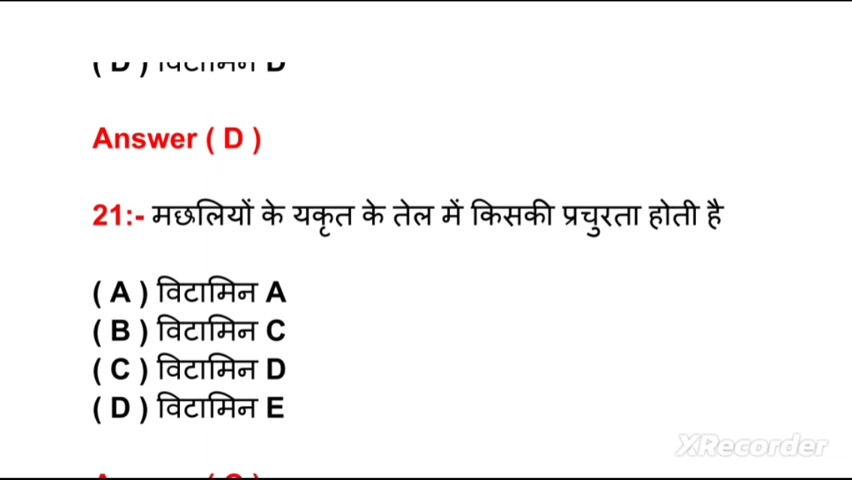 ( D ) विटामिन D
Answer ( D )
21:- मछलियों के यकृत के तेल में किसकी प्रचुरता होती है
( A ) विटामिन A
( B ) विटामिन C
( C ) विटामिन D
( D ) विटामिन E
XRecorder